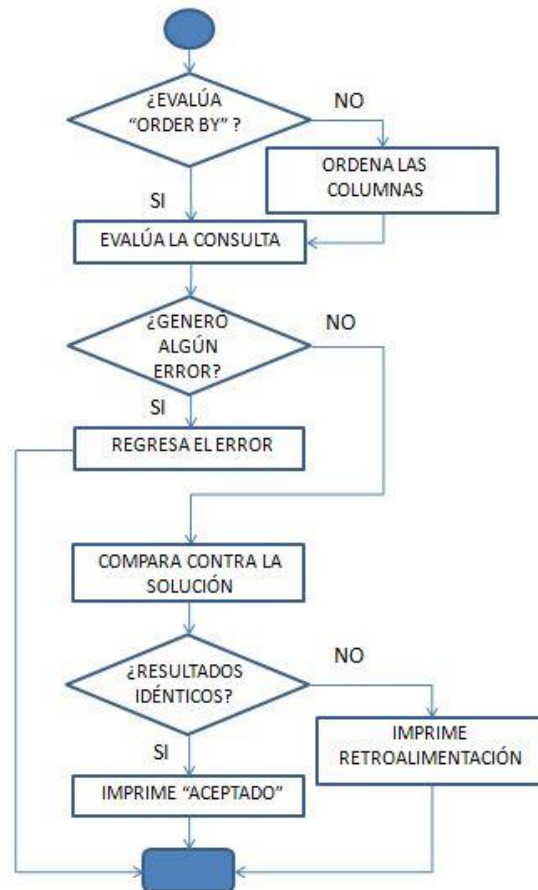 ¿EVALÚA
“ORDER BY” ?
NO
ORDENA LAS
COLUMNAS
SI
EVALÚA LA CONSULTA
¿GENERÓ
ALGÚN
ERROR?
NO
SI
REGRESA EL ERROR
COMPARA CONTRA LA
SOLUCIÓN
¿RESULTADOS
IDÉNTICOS?
NO
IMPRIME
RETROALIMENTACIÓN
SI
IMPRIME “ACEPTADO”